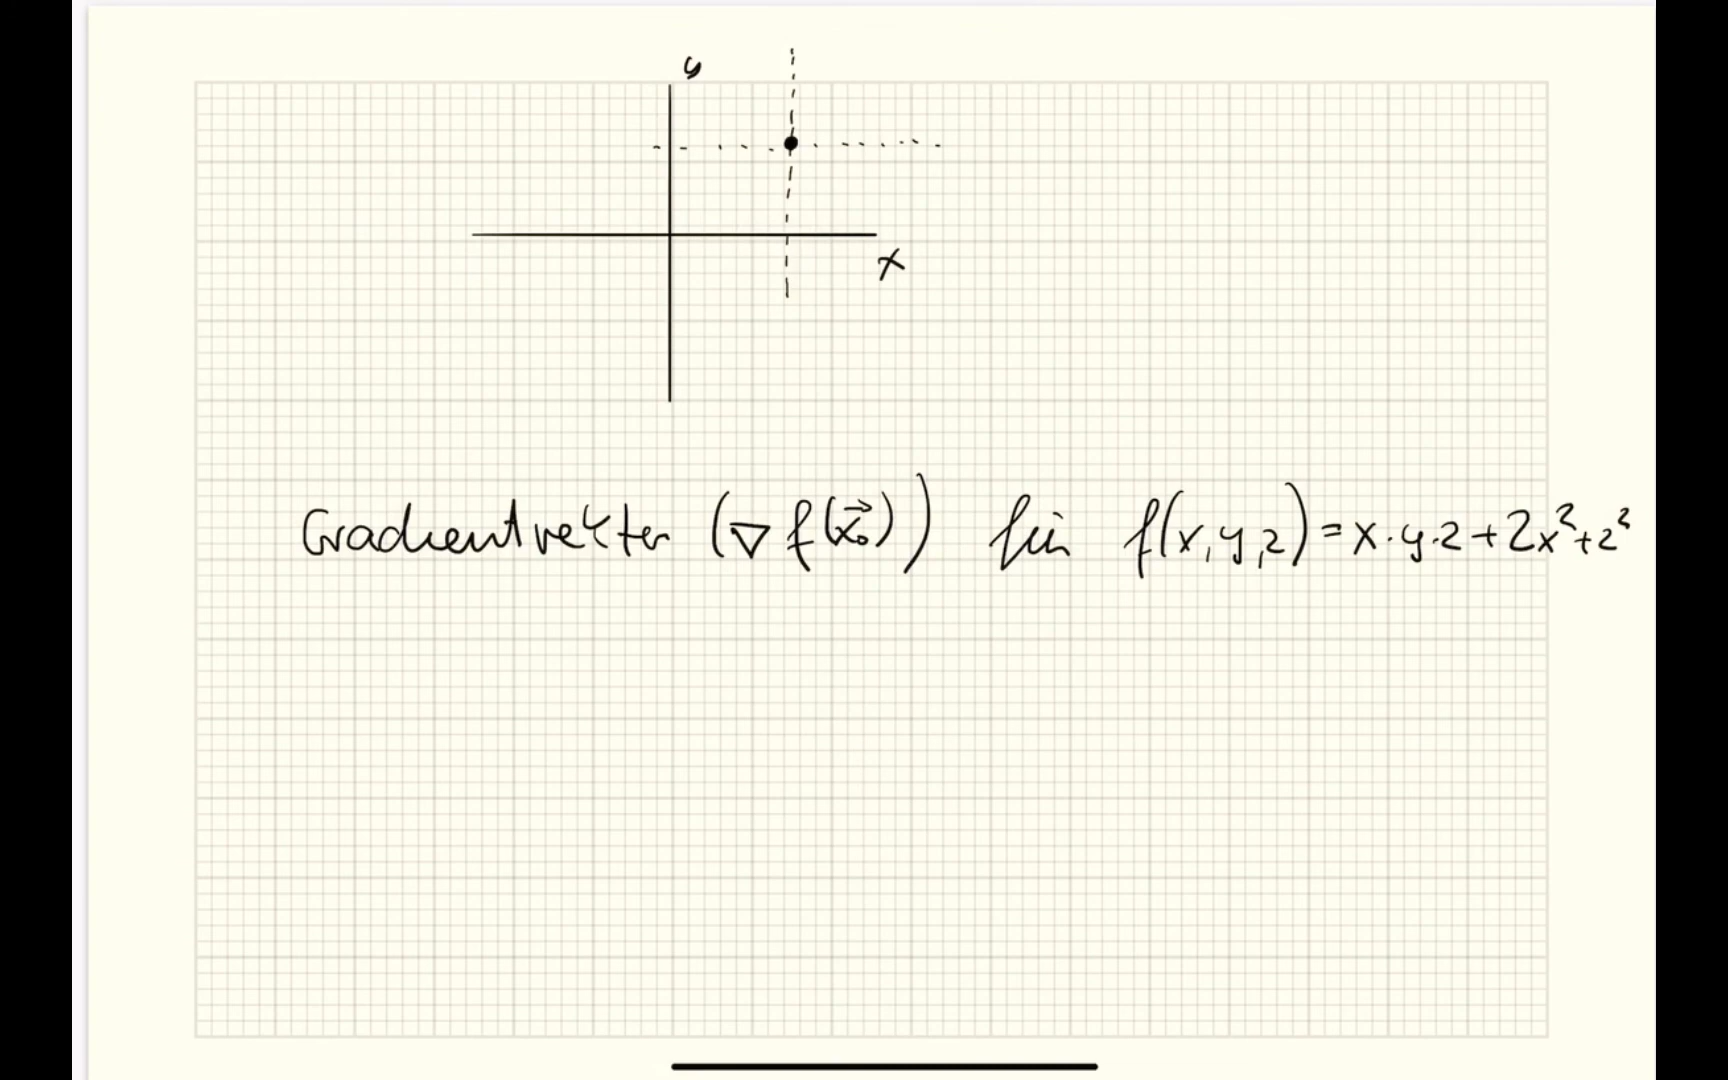 y
x
Gradientvektor (∇f(x⃗₀)) für f(x,y,z)=x·y·z+2x²+z²